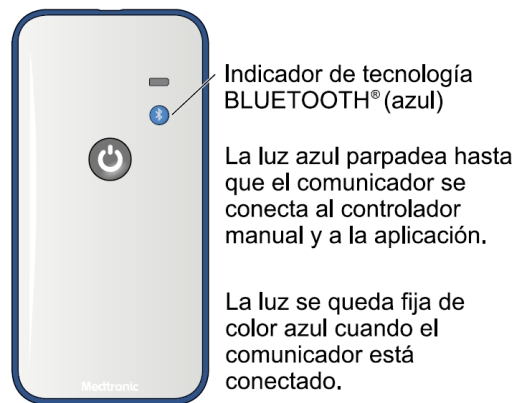 Indicador de tecnología
BLUETOOTH® (azul)
La luz azul parpadea hasta
que el comunicador se
conecta al controlador
manual y a la aplicación.
La luz se queda fija de
color azul cuando el
comunicador está
conectado.
Medtronic